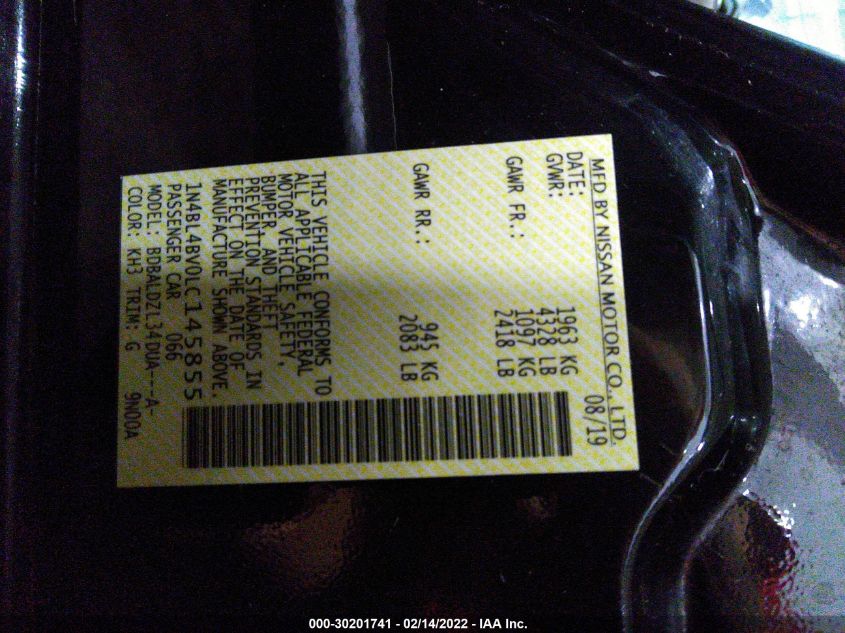 MFD BY NISSAN MOTOR CO., LTD.
DATE: 08/19
GVWR: 1963 KG
4328 LB
GAWR FR.: 1097 KG
2418 LB
GAWR RR.: 945 KG
2083 LB
THIS VEHICLE CONFORMS TO
ALL APPLICABLE FEDERAL
MOTOR VEHICLE SAFETY,
BUMPER AND THEFT
PREVENTION STANDARDS IN
EFFECT ON THE DATE OF
MANUFACTURE SHOWN ABOVE.
1N4BL4BV0LC145855
PASSENGER CAR 066
MODEL: BDBALDZL34DUA---A-
COLOR: KH3 TRIM: G 9N00A
000-30201741 - 02/14/2022 - IAA Inc.